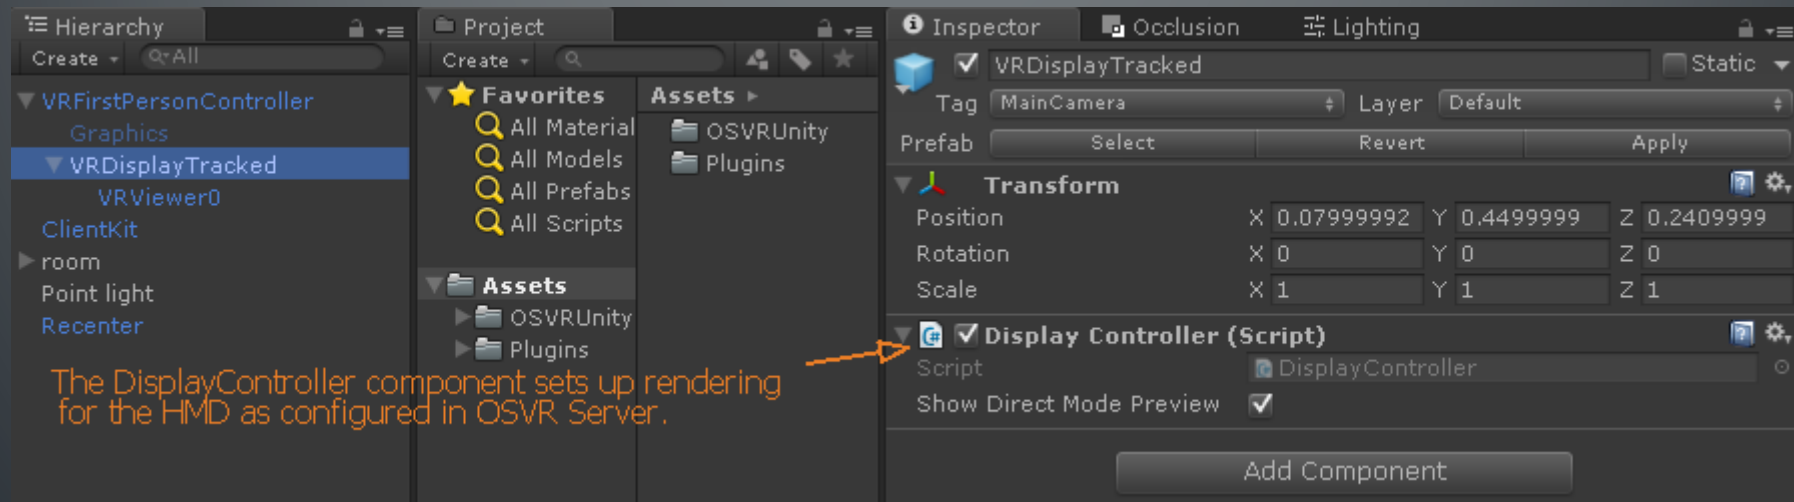 Hierarchy
Create
All
VRFirstPersonController
Graphics
VRDisplayTracked
VRViewer0
ClientKit
room
Point light
Recenter
Project
Create
Favorites
All Material
All Models
All Prefabs
All Scripts
Assets
OSVRUnity
Plugins
Assets
OSVRUnity
Plugins
The DisplayController component sets up rendering
for the HMD as configured in OSVR Server.
Inspector Occlusion Lighting
VRDisplayTracked Static
Tag MainCamera Layer Default
Prefab Select Revert Apply
Transform
Position X 0.07999992 Y 0.4499999 Z 0.2409999
Rotation X 0 Y 0 Z 0
Scale X 1 Y 1 Z 1
C# Display Controller (Script)
Script DisplayController
Show Direct Mode Preview
Add Component